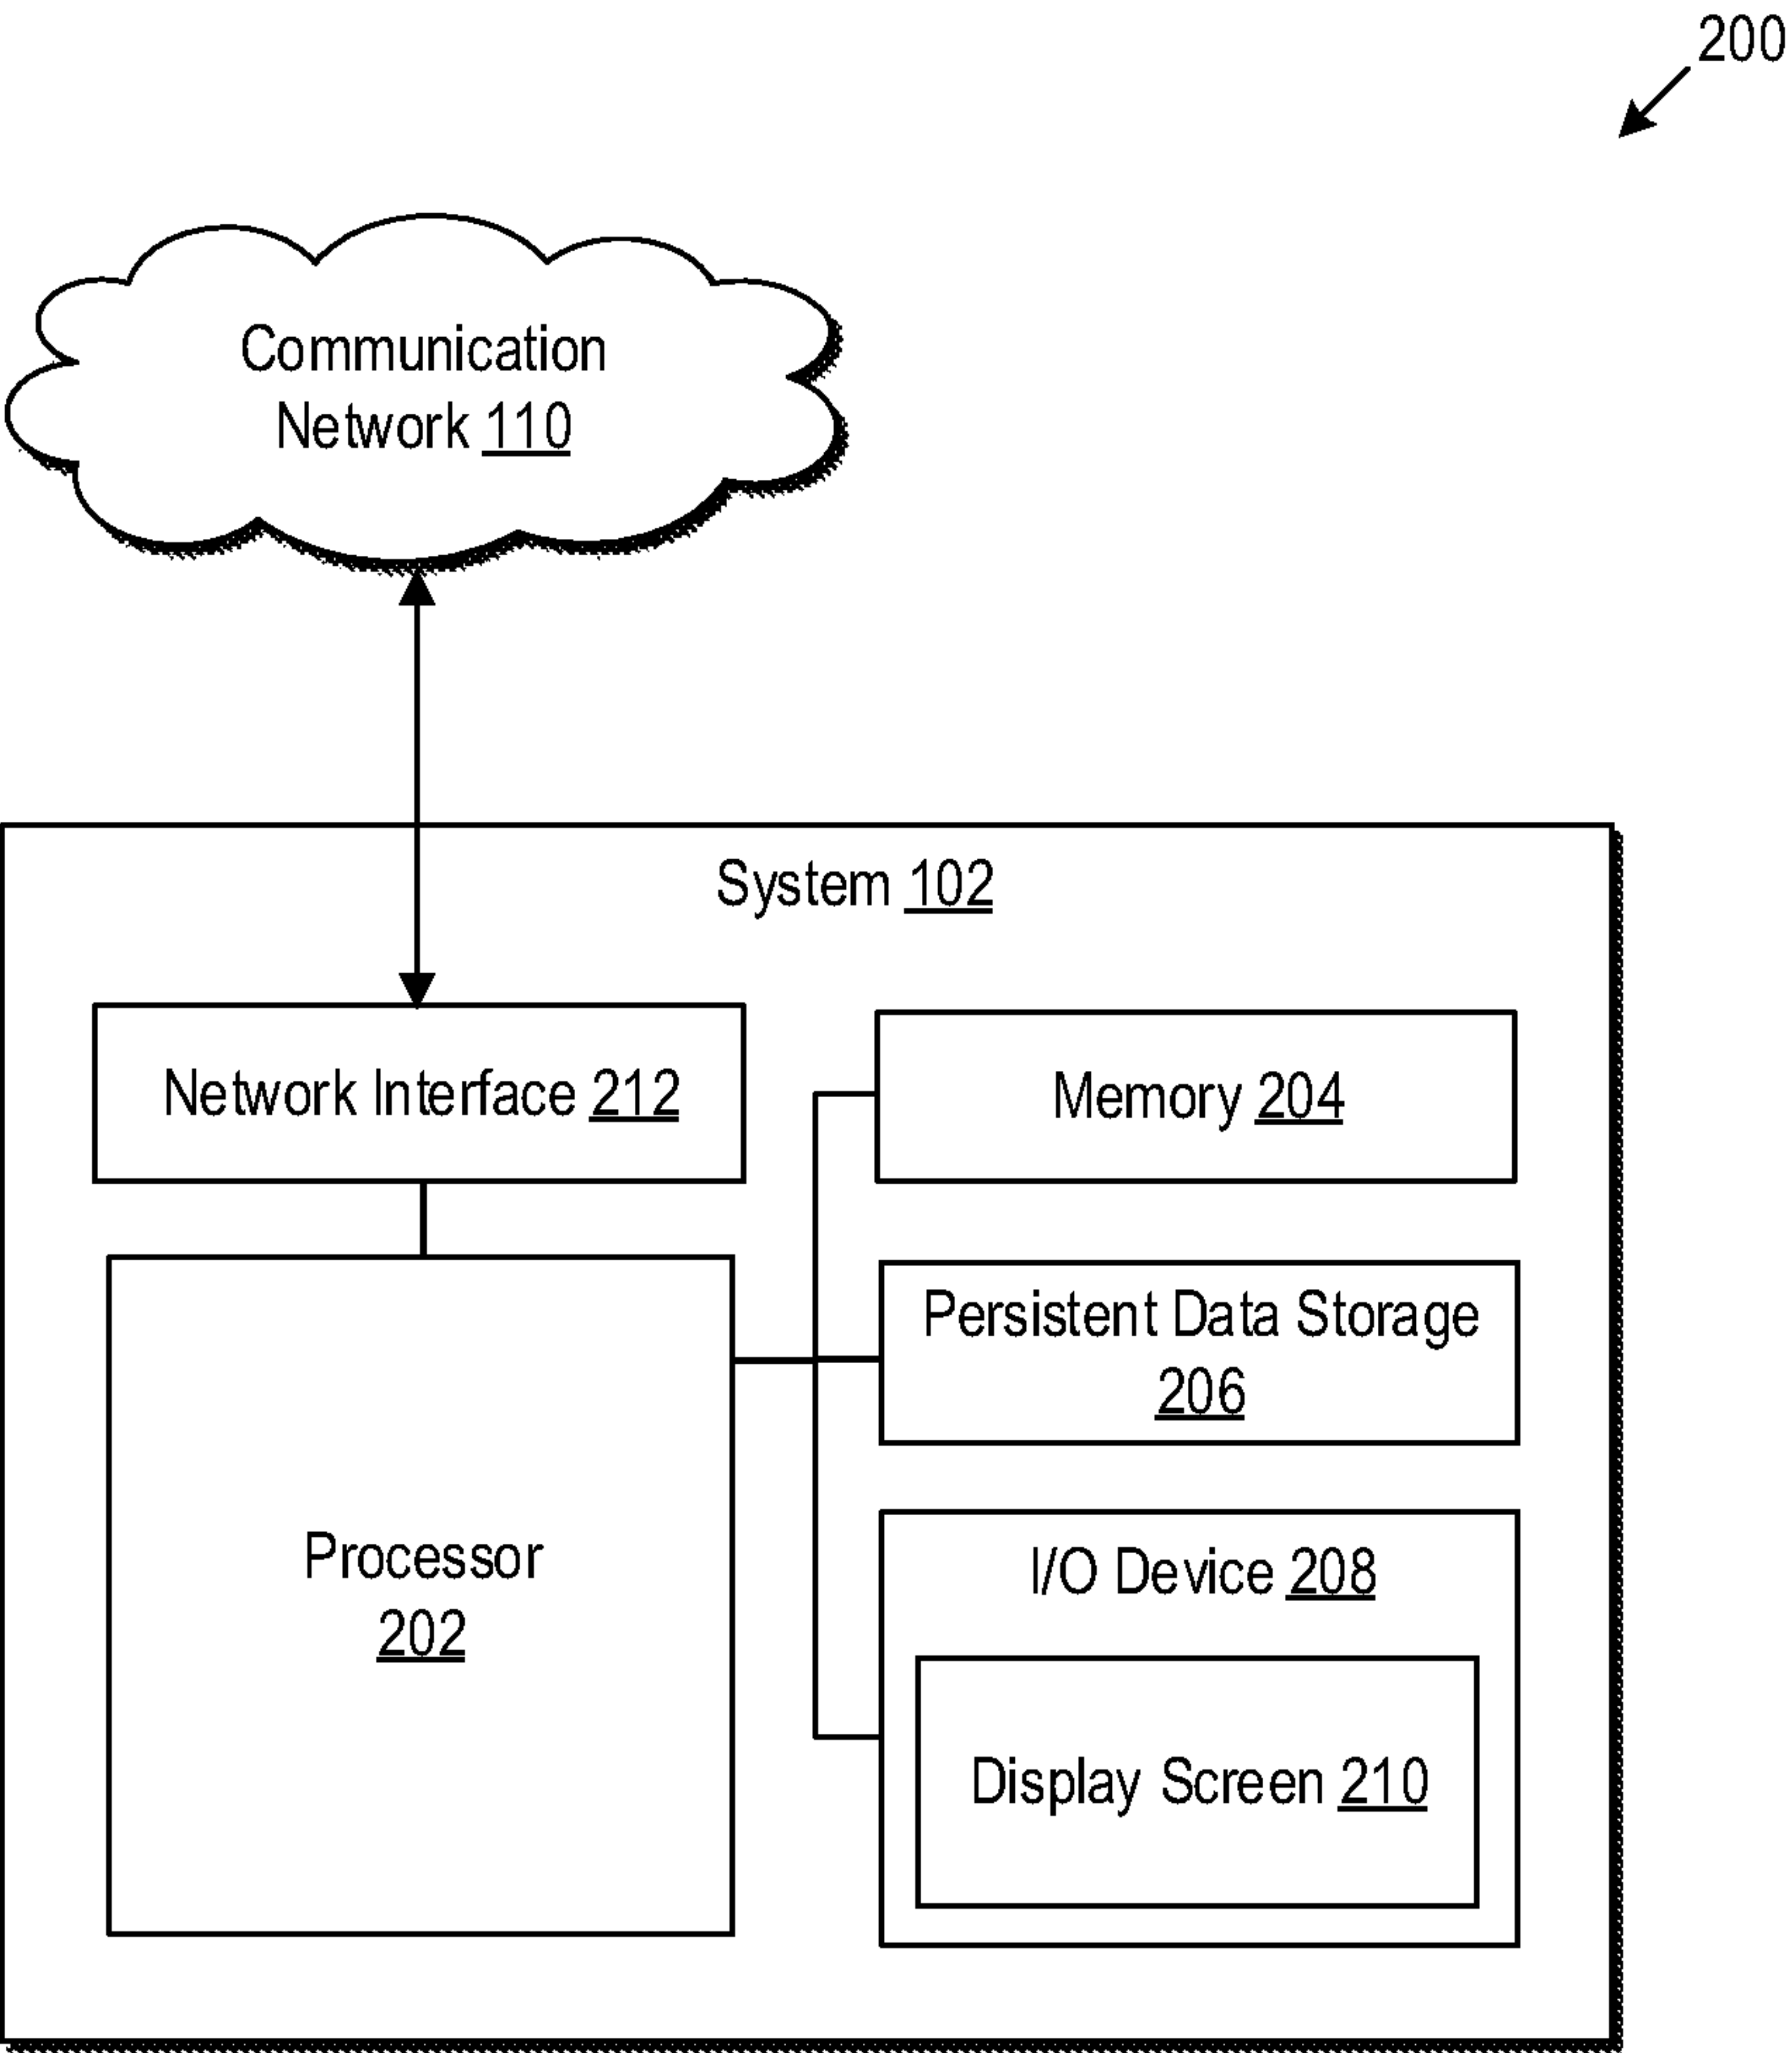 200
Communication
Network 110
System 102
Network Interface 212
Memory 204
Persistent Data Storage
206
Processor
202
I/O Device 208
Display Screen 210